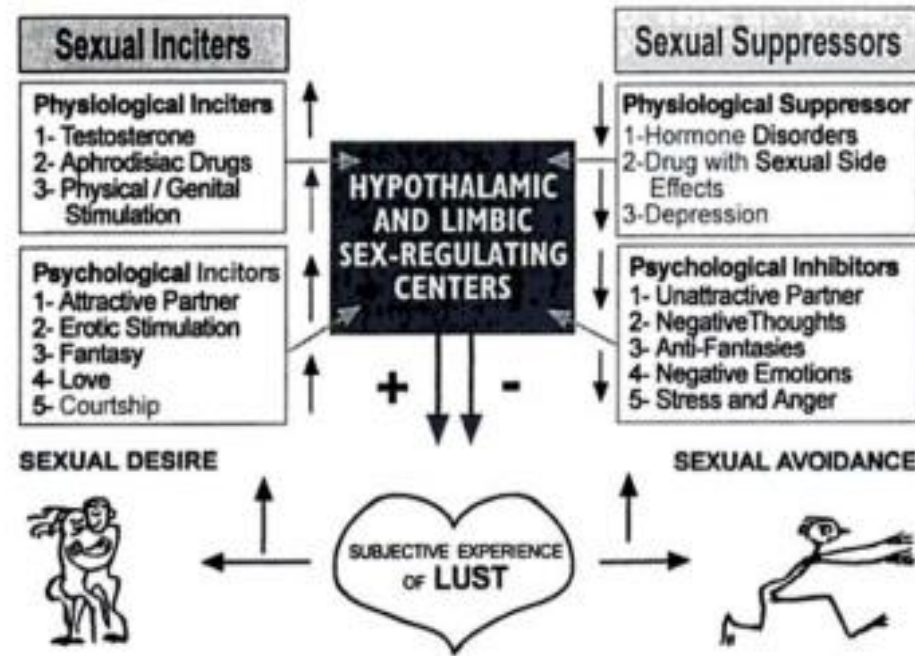 Sexual Inciters
Physiological Inciters
1- Testosterone
2- Aphrodisiac Drugs
3- Physical / Genital
Stimulation
Psychological Incitors
1- Attractive Partner
2- Erotic Stimulation
3- Fantasy
4- Love
5- Courtship
HYPOTHALAMIC
AND LIMBIC
SEX-REGULATING
CENTERS
+ -
Sexual Suppressors
Physiological Suppressor
1-Hormone Disorders
2-Drug with Sexual Side
Effects
3-Depression
Psychological Inhibitors
1- Unattractive Partner
2- NegativeThoughts
3- Anti-Fantasies
4- Negative Emotions
5- Stress and Anger
SEXUAL DESIRE
SEXUAL AVOIDANCE
SUBJECTIVE EXPERIENCE
OF LUST